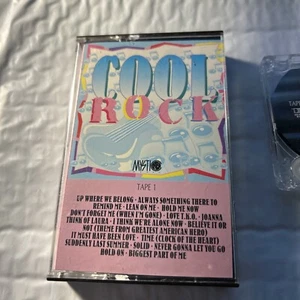 COOL
ROCK
MYSTIC
TAPE 1
UP WHERE WE BELONG · ALWAYS SOMETHING THERE TO
REMIND ME · LEAN ON ME · HOLD ME NOW
DON'T FORGET ME (WHEN I'M GONE) · LOVE T.K.O. · JOANNA
THINK OF LAURA · I THINK WE'RE ALONE NOW · BELIEVE IT OR
NOT (THEME FROM GREATEST AMERICAN HERO)
IT MUST HAVE BEEN LOVE · TIME (CLOCK OF THE HEART)
SUDDENLY LAST SUMMER · SOLID · NEVER GONNA LET YOU GO
HOLD ON · BIGGEST PART OF ME
TAPE